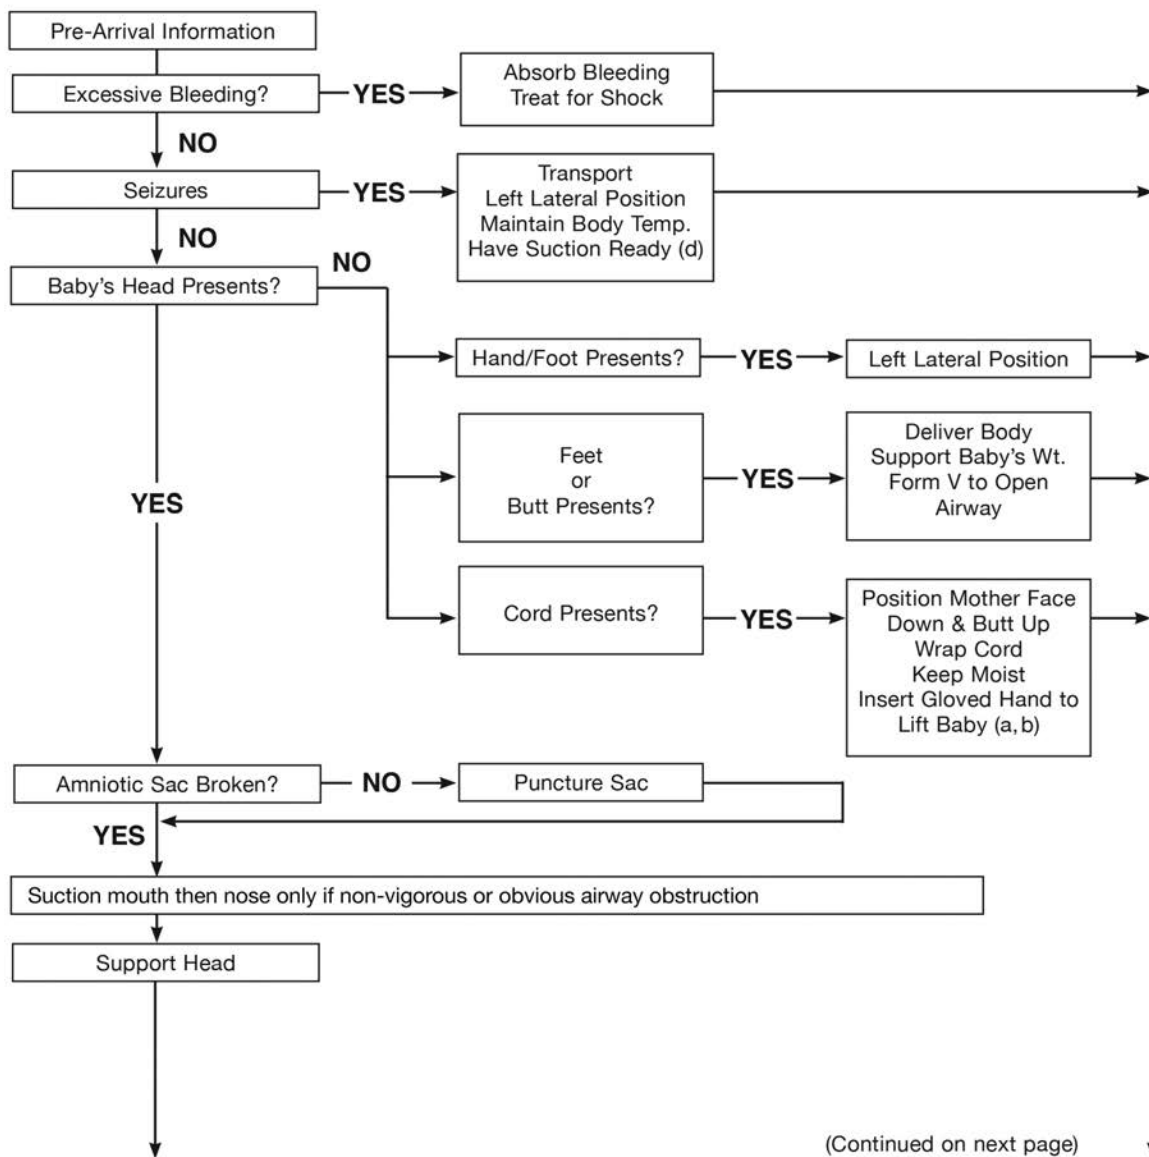 Pre-Arrival Information
Excessive Bleeding?
YES
Absorb Bleeding
Treat for Shock
NO
Seizures
YES
Transport
Left Lateral Position
Maintain Body Temp.
Have Suction Ready (d)
NO
Baby's Head Presents?
NO
Hand/Foot Presents?
YES
Left Lateral Position
Feet
or
Butt Presents?
YES
Deliver Body
Support Baby's Wt.
Form V to Open
Airway
YES
Cord Presents?
YES
Position Mother Face
Down & Butt Up
Wrap Cord
Keep Moist
Insert Gloved Hand to
Lift Baby (a,b)
Amniotic Sac Broken?
NO
Puncture Sac
YES
Suction mouth then nose only if non-vigorous or obvious airway obstruction
Support Head
(Continued on next page)